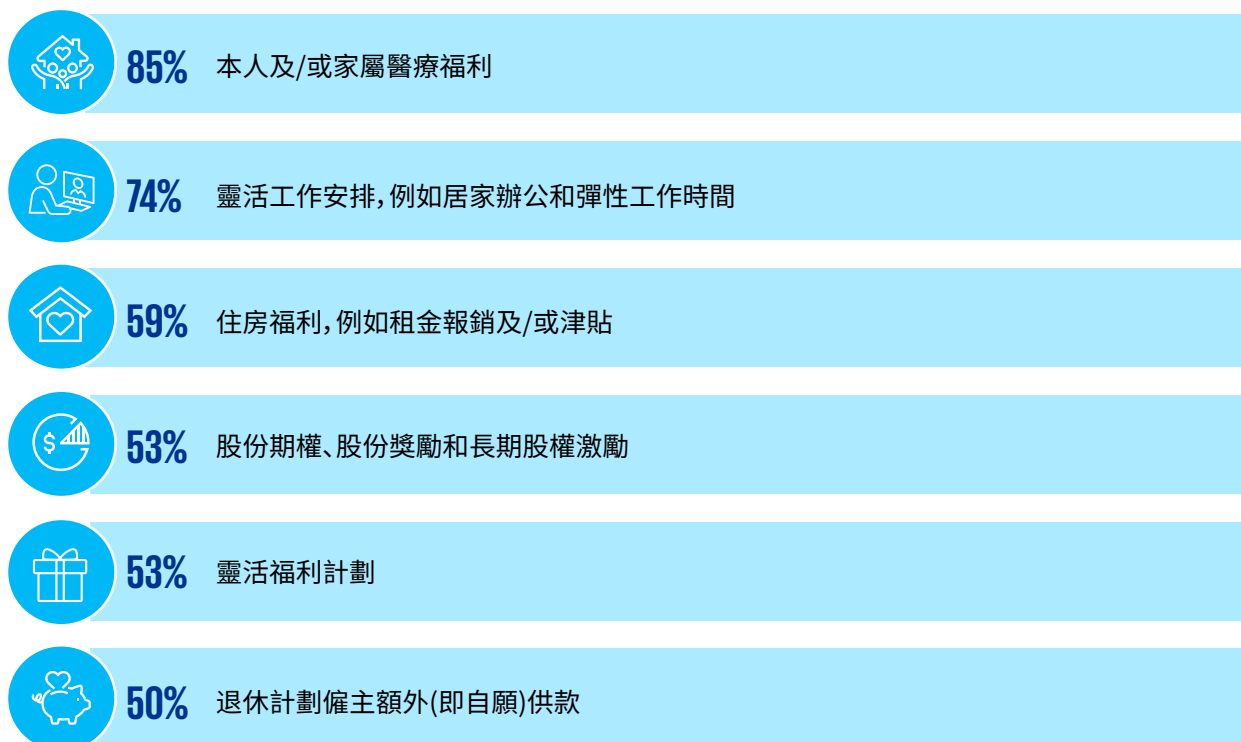 85% 本人及/或家屬醫療福利
74% 靈活工作安排,例如居家辦公和彈性工作時間
59% 住房福利,例如租金報銷及/或津貼
53% 股份期權、股份獎勵和長期股權激勵
53% 靈活福利計劃
50% 退休計劃僱主額外(即自願)供款